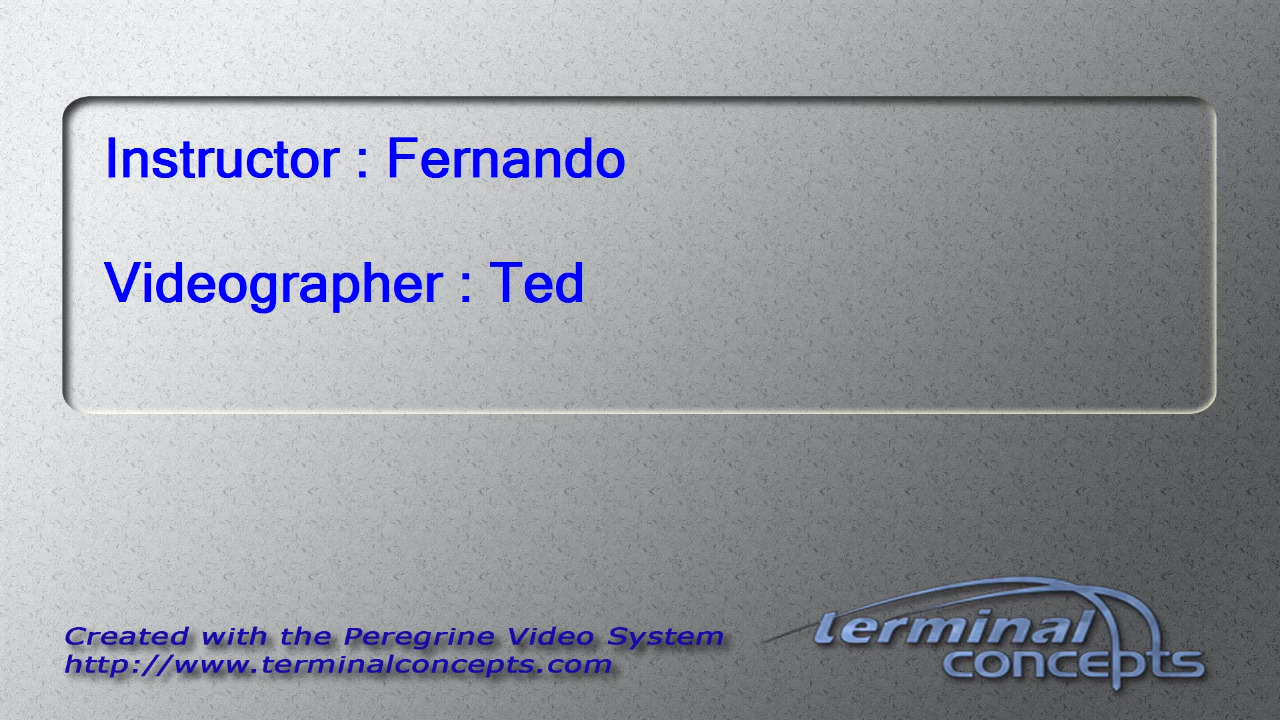 Instructor : Fernando
Videographer : Ted
Created with the Peregrine Video System
http://www.terminalconcepts.com
terminal
concepts